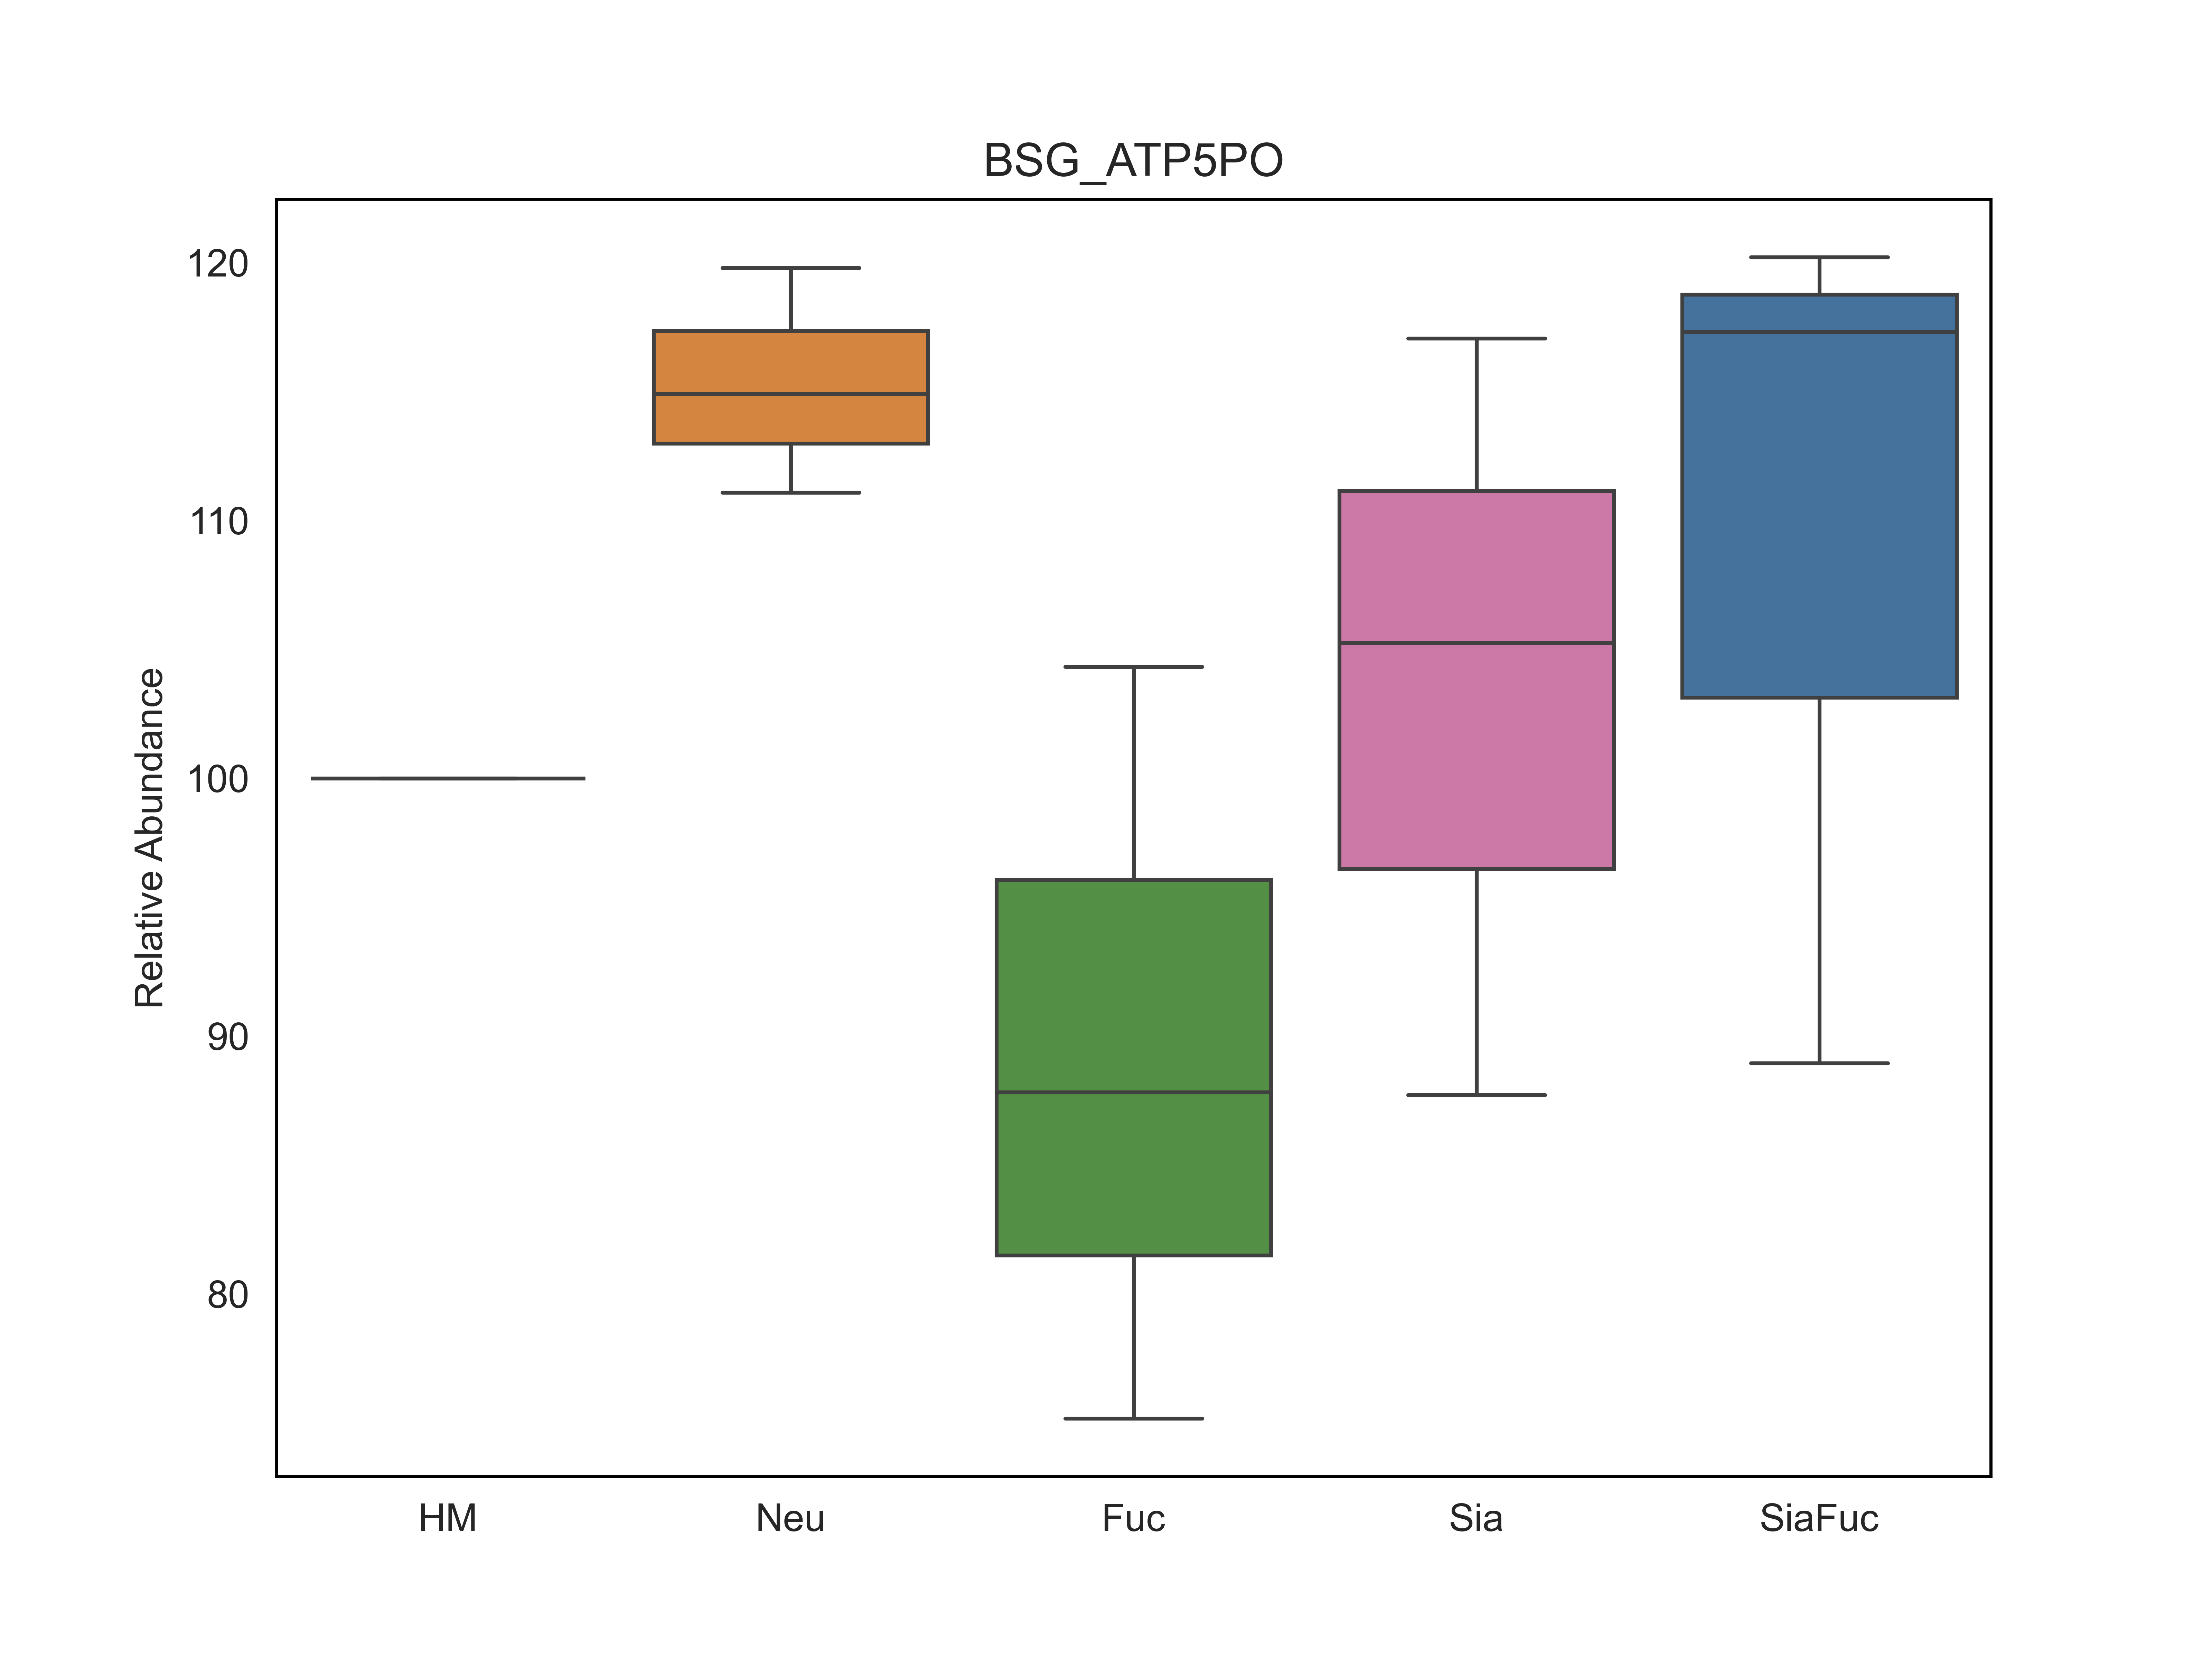 BSG_ATP5PO
Relative Abundance
120
110
100
90
80
HM Neu Fuc Sia SiaFuc